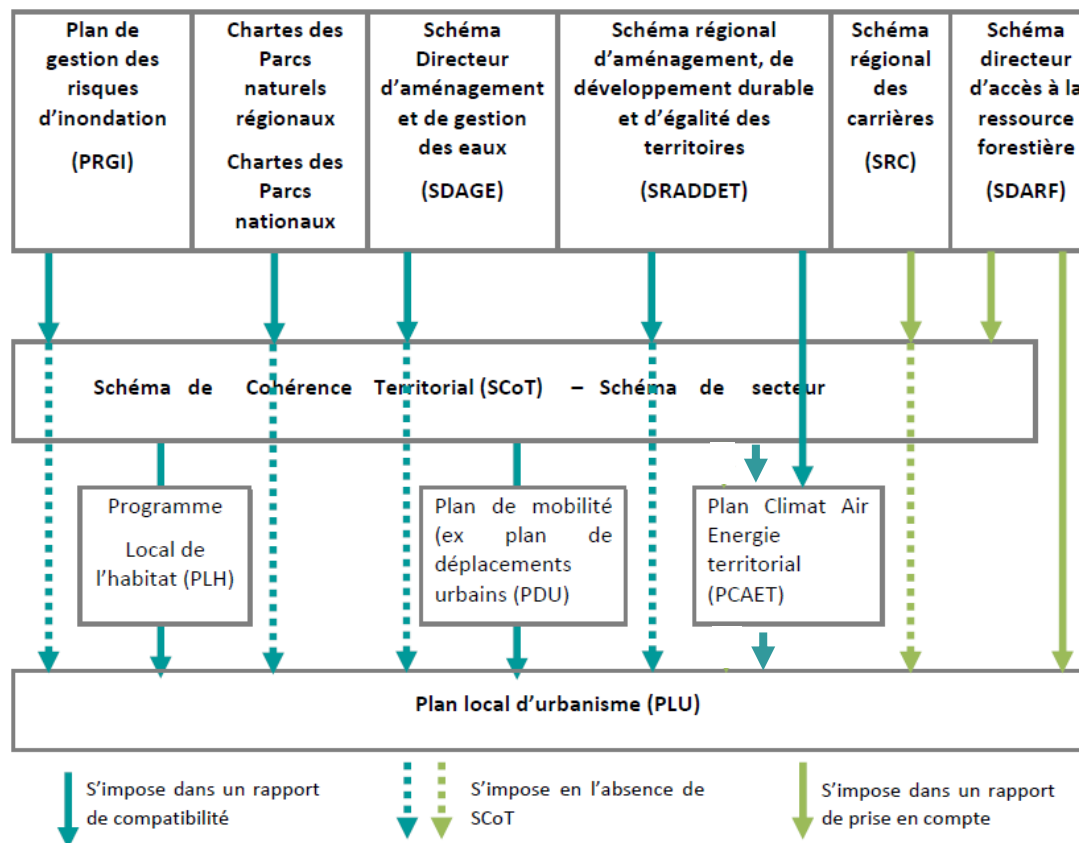 Plan de
gestion des
risques
d’inondation
(PRGI)
Chartes des
Parcs
naturels
régionaux
Chartes des
Parcs
nationaux
Schéma
Directeur
d’aménagement
et de gestion
des eaux
(SDAGE)
Schéma régional
d’aménagement, de
développement durable
et d’égalité des
territoires
(SRADDET)
Schéma
régional
des
carrières
(SRC)
Schéma
directeur
d’accès à la
ressource
forestière
(SDARF)
Schéma de Cohérence Territorial (SCoT) – Schéma de secteur
Programme
Local de
l’habitat (PLH)
Plan de mobilité
(ex plan de
déplacements
urbains (PDU)
Plan Climat Air
Energie
territorial
(PCAET)
Plan local d’urbanisme (PLU)
S’impose dans un rapport
de compatibilité
S’impose en l’absence de
SCoT
S’impose dans un rapport
de prise en compte